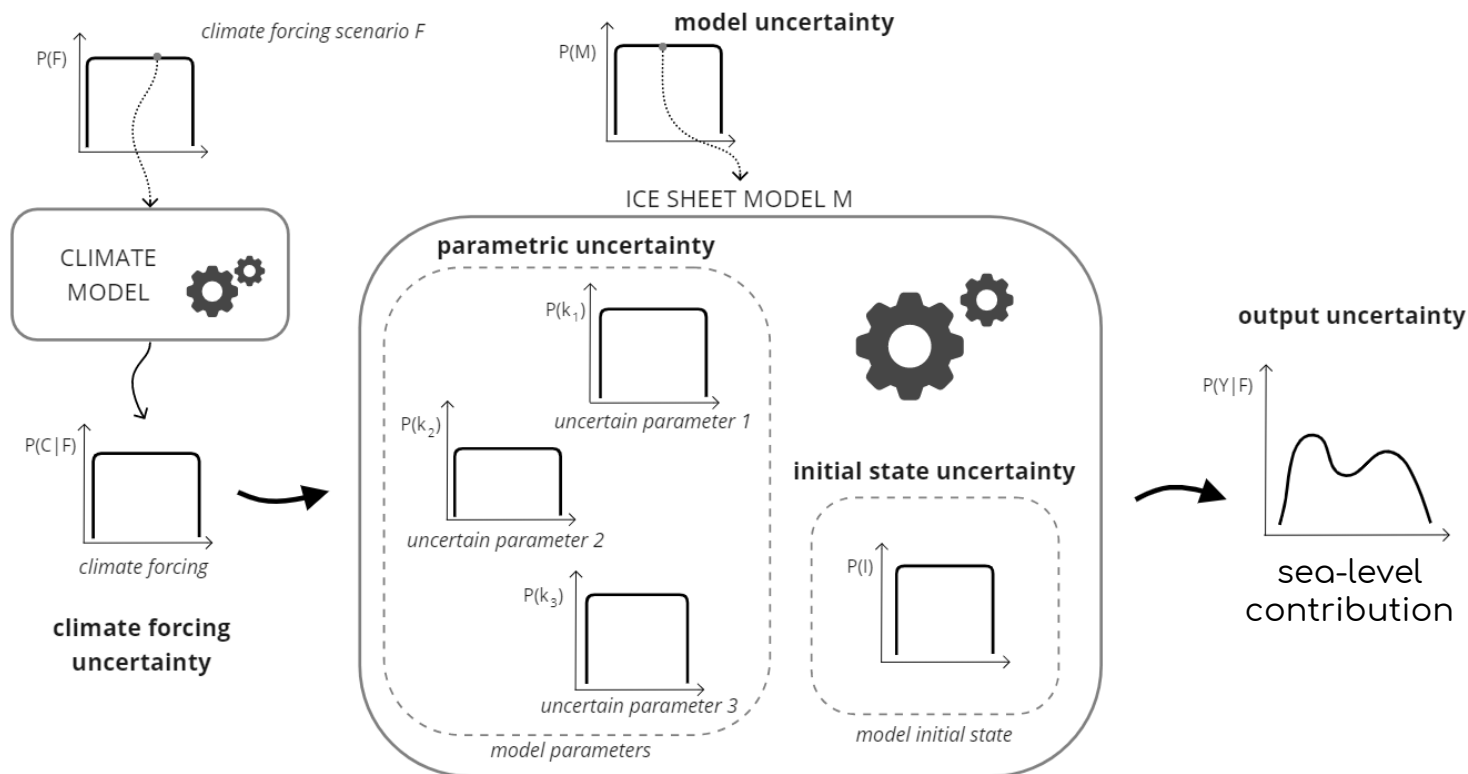 climate forcing scenario F
P(F)
model uncertainty
P(M)
CLIMATE
MODEL
P(C|F)
climate forcing
climate forcing
uncertainty
ICE SHEET MODEL M
parametric uncertainty
P(k₁)
uncertain parameter 1
P(k₂)
uncertain parameter 2
P(k₃)
uncertain parameter 3
model parameters
initial state uncertainty
P(I)
model initial state
output uncertainty
P(Y|F)
sea-level
contribution